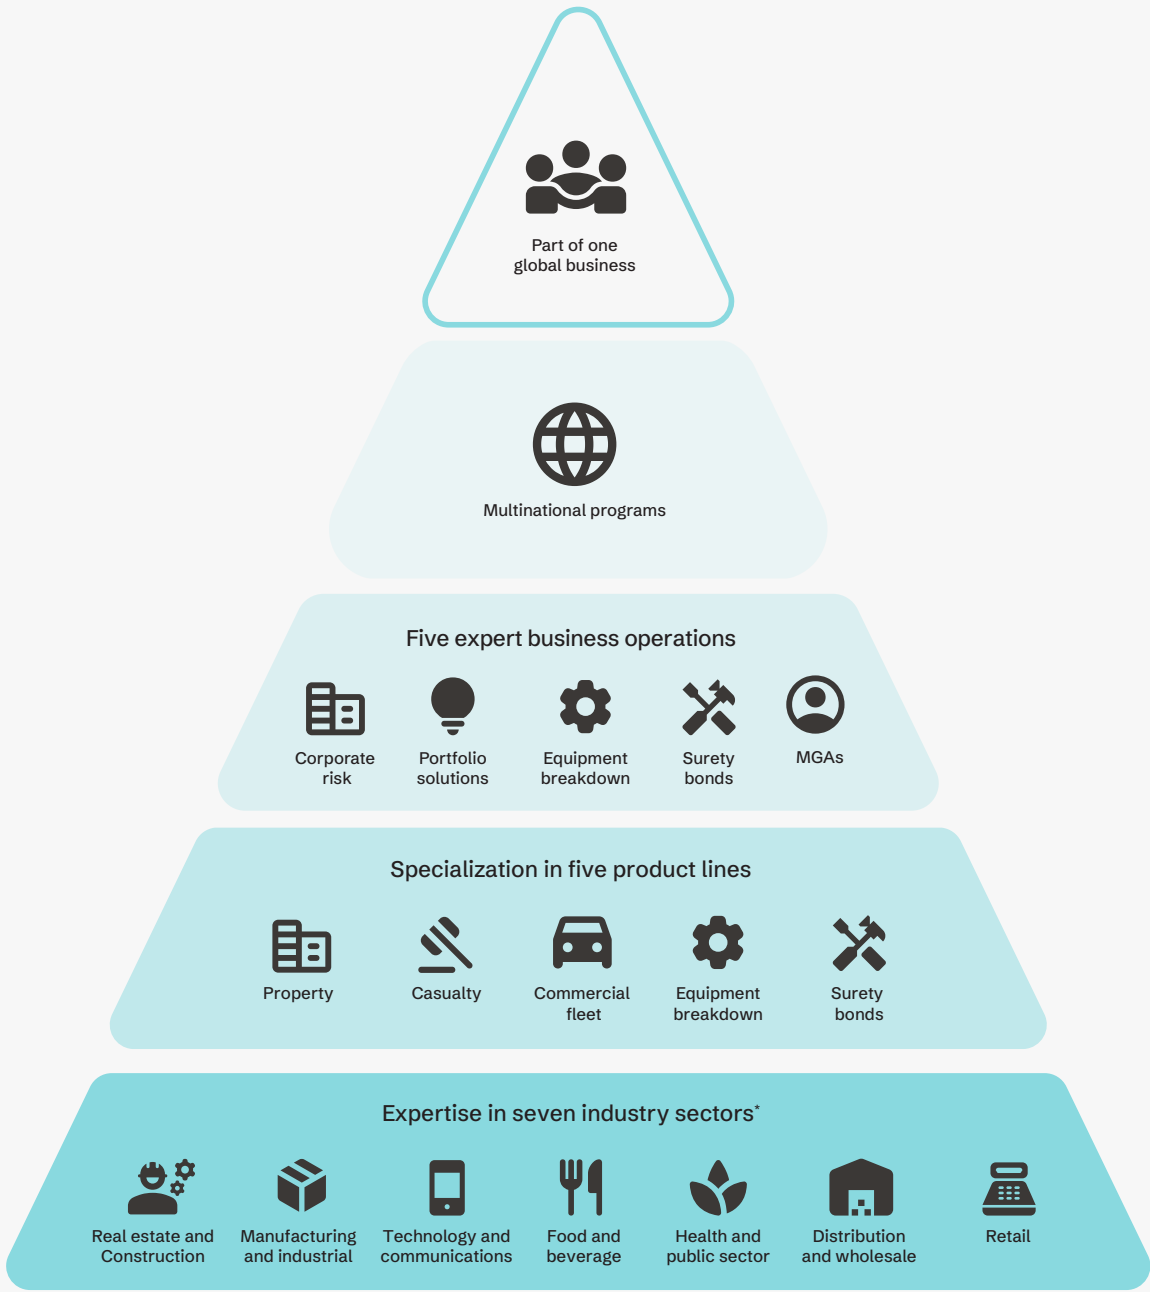 Part of one
global business
Multinational programs
Five expert business operations
Corporate
risk
Portfolio
solutions
Equipment
breakdown
Surety
bonds
MGAs
Specialization in five product lines
Property
Casualty
Commercial
fleet
Equipment
breakdown
Surety
bonds
Expertise in seven industry sectors*
Real estate and
Construction
Manufacturing
and industrial
Technology and
communications
Food and
beverage
Health and
public sector
Distribution
and wholesale
Retail